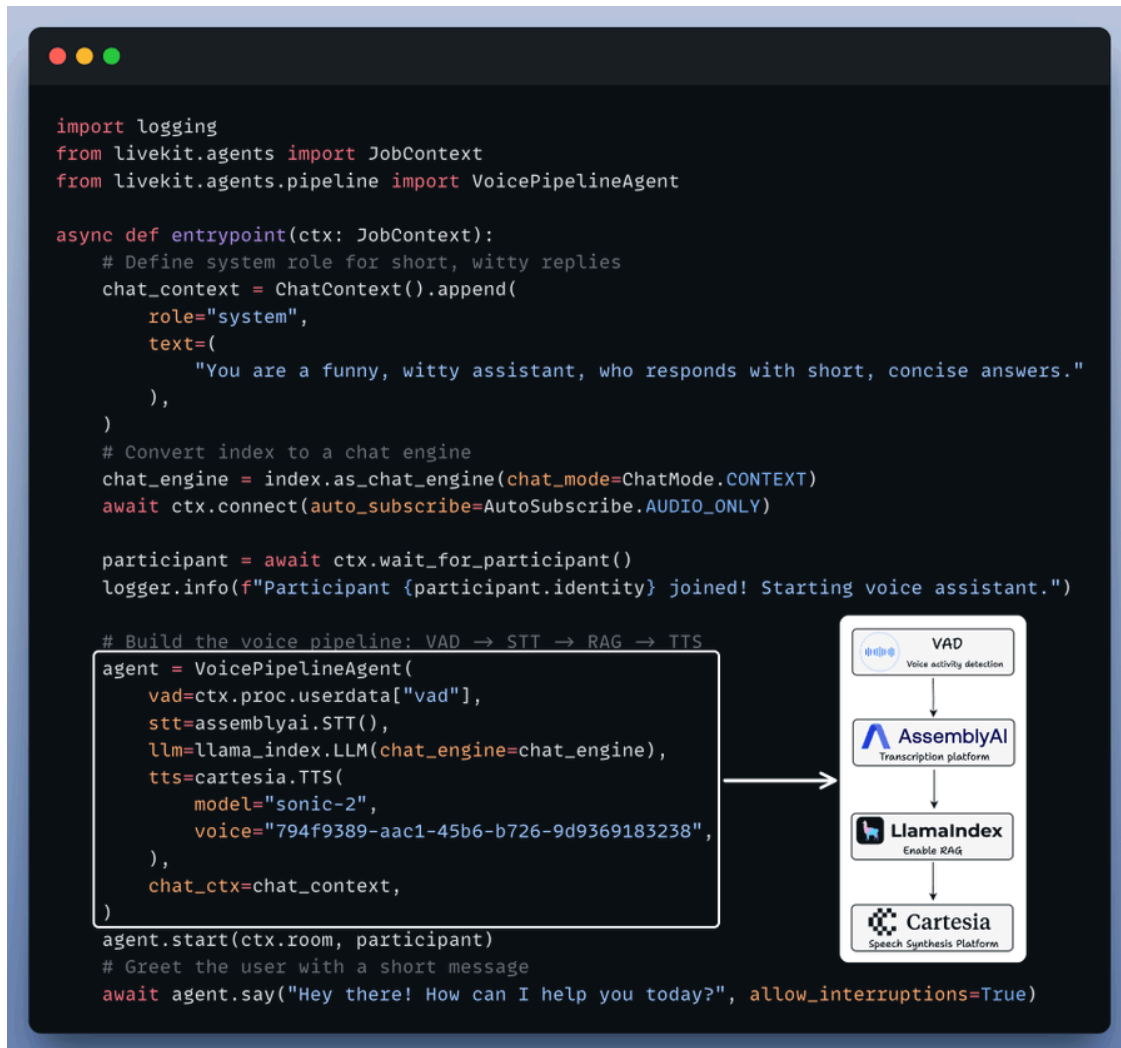 import logging
from livekit.agents import JobContext
from livekit.agents.pipeline import VoicePipelineAgent
async def entrypoint(ctx: JobContext):
    # Define system role for short, witty replies
    chat_context = ChatContext().append(
        role="system",
        text=(
            "You are a funny, witty assistant, who responds with short, concise answers."
        ),
    )
    # Convert index to a chat engine
    chat_engine = index.as_chat_engine(chat_mode=ChatMode.CONTEXT)
    await ctx.connect(auto_subscribe=AutoSubscribe.AUDIO_ONLY)
    participant = await ctx.wait_for_participant()
    logger.info(f"Participant {participant.identity} joined! Starting voice assistant.")
    # Build the voice pipeline: VAD → STT → RAG → TTS
    agent = VoicePipelineAgent(
        vad=ctx.proc.userdata["vad"],
        stt=assemblyai.STT(),
        llm=llama_index.LLM(chat_engine=chat_engine),
        tts=cartesia.TTS(
            model="sonic-2",
            voice="794f9389-aac1-45b6-b726-9d9369183238",
        ),
        chat_ctx=chat_context,
    )
    agent.start(ctx.room, participant)
    # Greet the user with a short message
    await agent.say("Hey there! How can I help you today?", allow_interruptions=True)
VAD
Voice activity detection
AssemblyAI
Transcription platform
LlamaIndex
Enable RAG
Cartesia
Speech Synthesis Platform